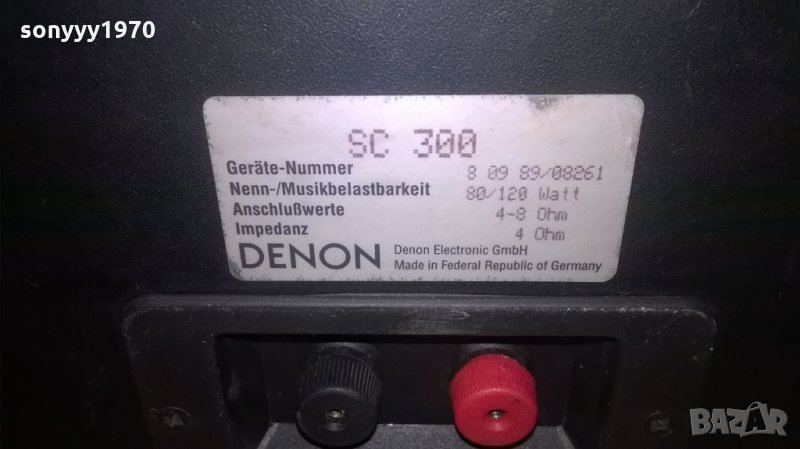 sonyyy1970
SC 300
Geräte-Nummer 8 09 89/08261
Nenn-/Musikbelastbarkeit 80/120 Watt
Anschlußwerte 4-8 Ohm
Impedanz 4 Ohm
DENON Denon Electronic GmbH
Made in Federal Republic of Germany
BAZAR